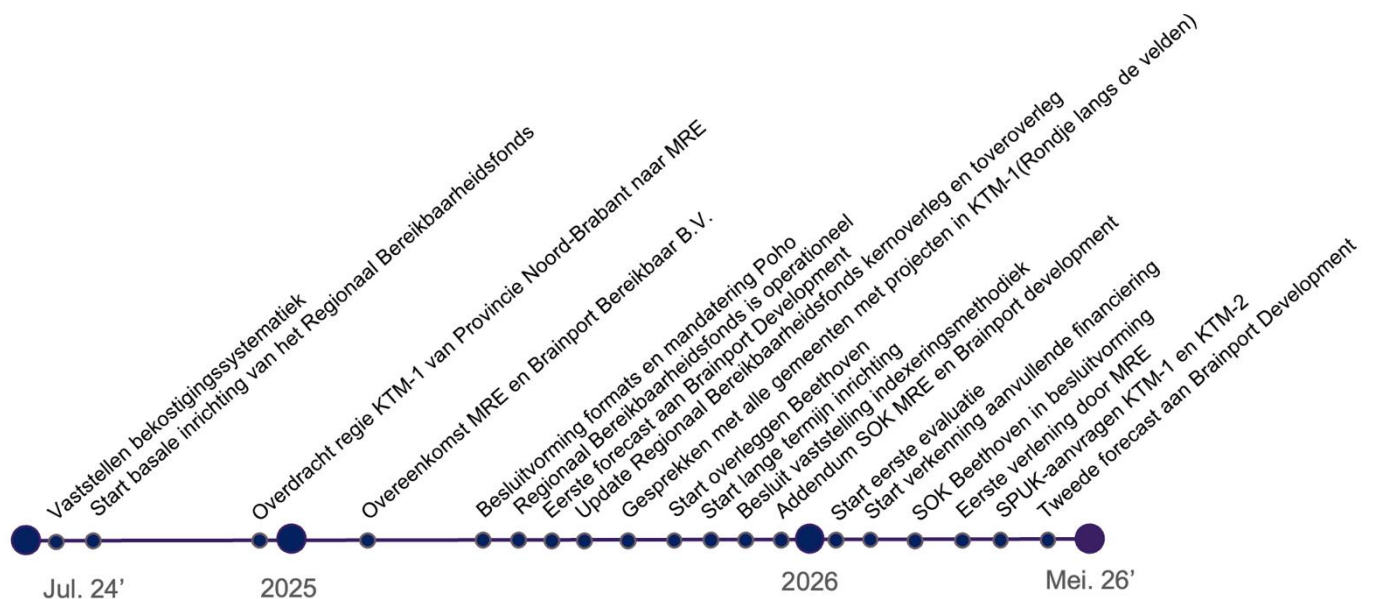 Vaststellen bekostigingssystematiek
Start basale inrichting van het Regionaal Bereikbaarheidsfonds
Overdracht regie KTM-1 van Provincie Noord-Brabant naar MRE
Overeenkomst MRE en Brainport Bereikbaar B.V.
Besluitvorming formats en mandatering Poho
Regionaal Bereikbaarheidsfonds is operationeel
Eerste forecast aan Brainport Development
Update Regionaal Bereikbaarheidsfonds kernoverleg en toveroverleg
Gesprekken met alle gemeenten met projecten in KTM-1(Rondje langs de velden)
Start overleggen Beethoven
Start lange termijn inrichting
Besluit vaststelling indexeringsmethodiek
Addendum SOK MRE en Brainport development
Start eerste evaluatie
Start verkenning aanvullende financiering
SOK Beethoven in besluitvorming
Eerste verlening door MRE
SPUK-aanvragen KTM-1 en KTM-2
Tweede forecast aan Brainport Development
Jul. 24’
2025
2026
Mei. 26’